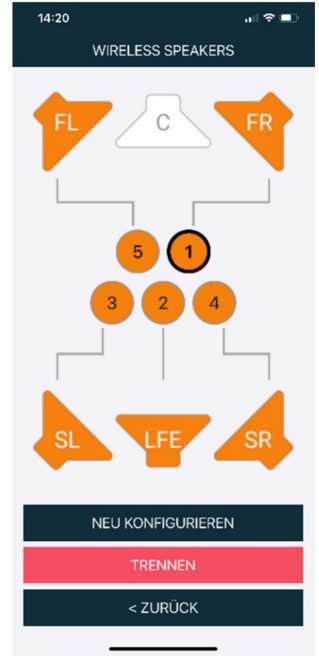 14:20
WIRELESS SPEAKERS
FL C FR
5 1
3 2 4
SL LFE SR
NEU KONFIGURIEREN
TRENNEN
< ZURÜCK